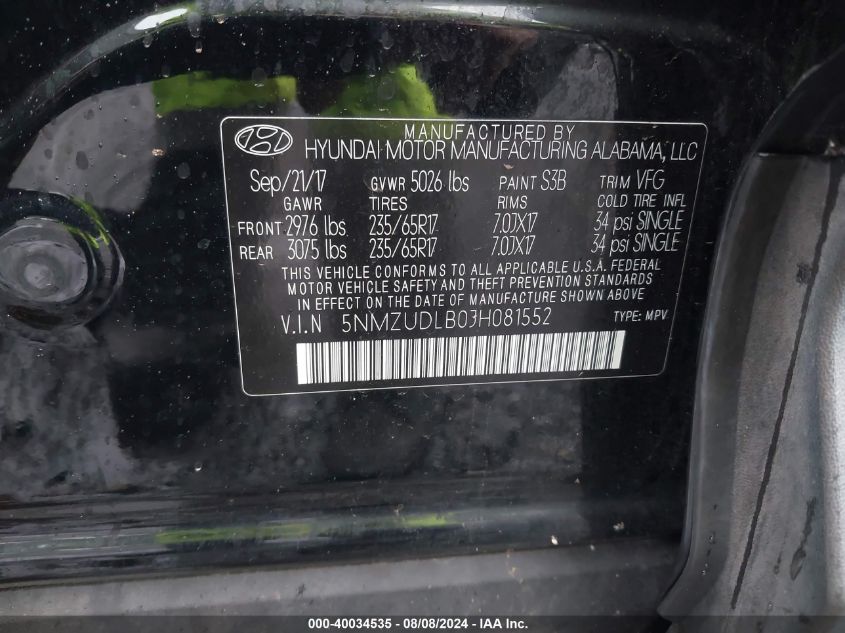 MANUFACTURED BY
HYUNDAI MOTOR MANUFACTURING ALABAMA, LLC
Sep/21/17 GVWR 5026 lbs PAINT S3B TRIM VFG
GAWR TIRES RIMS COLD TIRE INFL
FRONT 2976 lbs 235/65R17 7.0JX17 34 psi SINGLE
REAR 3075 lbs 235/65R17 7.0JX17 34 psi SINGLE
THIS VEHICLE CONFORMS TO ALL APPLICABLE U.S.A. FEDERAL
MOTOR VEHICLE SAFETY AND THEFT PREVENTION STANDARDS
IN EFFECT ON THE DATE OF MANUFACTURE SHOWN ABOVE
V.I.N 5NMZUDLB03H081552 TYPE: MPV
000-40034535 - 08/08/2024 - IAA Inc.